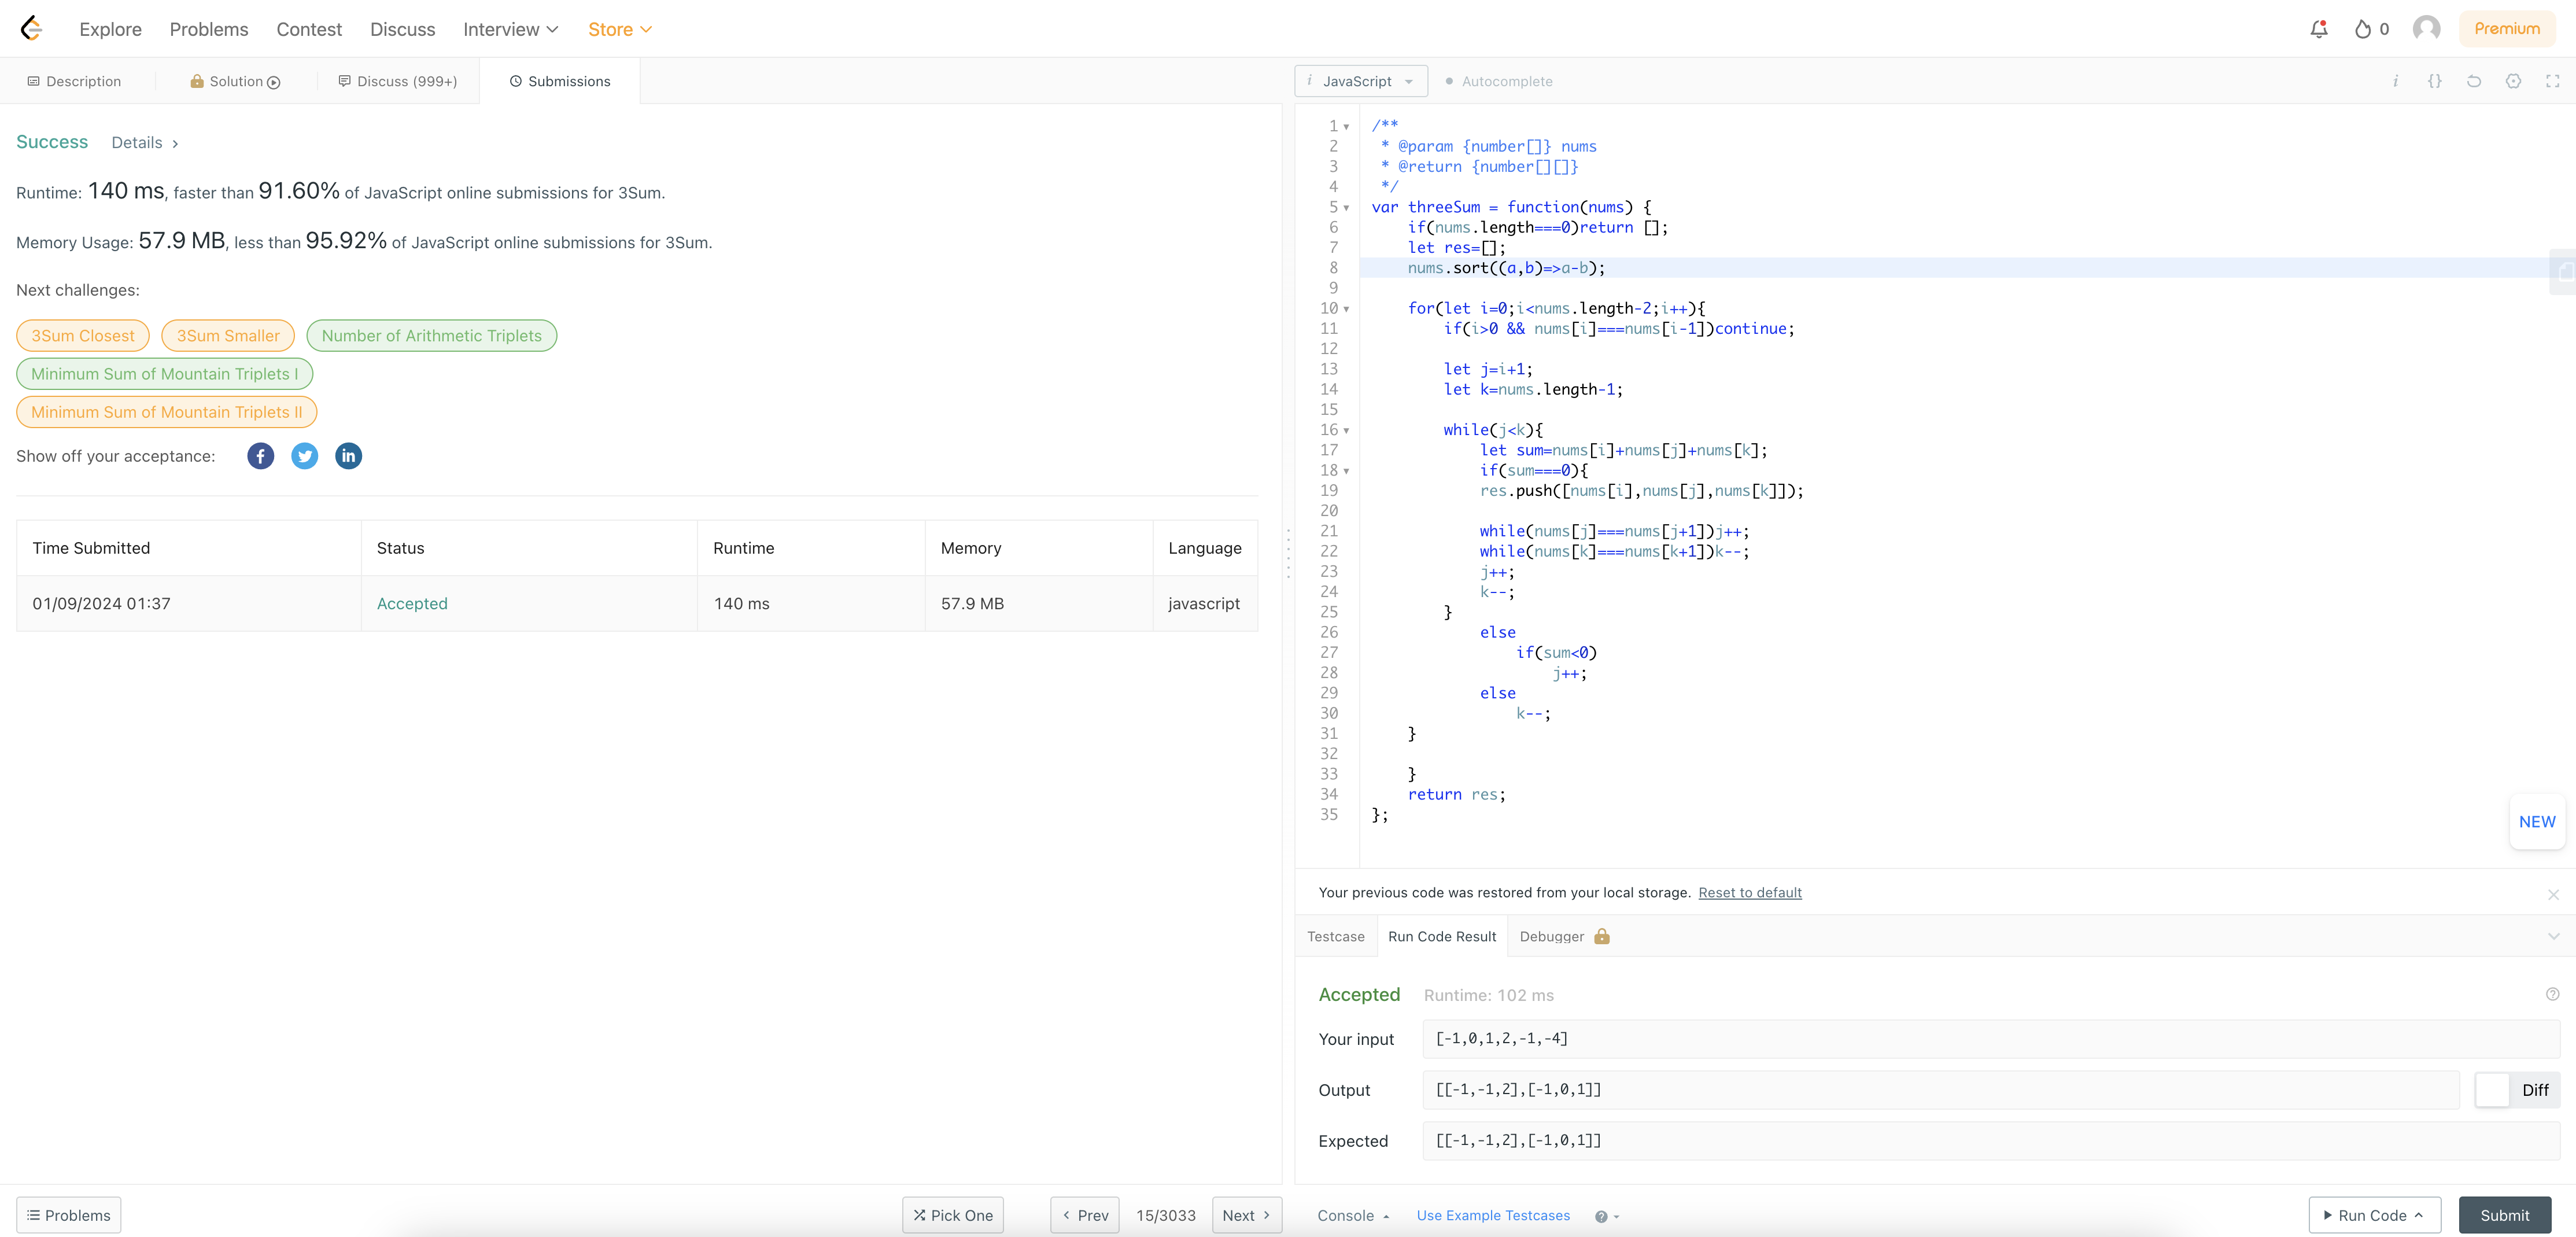 Explore Problems Contest Discuss Interview Store 0 Premium
Description Solution Discuss (999+) Submissions
Success Details
Runtime: 140 ms, faster than 91.60% of JavaScript online submissions for 3Sum.
Memory Usage: 57.9 MB, less than 95.92% of JavaScript online submissions for 3Sum.
Next challenges:
3Sum Closest 3Sum Smaller Number of Arithmetic Triplets
Minimum Sum of Mountain Triplets I
Minimum Sum of Mountain Triplets II
Show off your acceptance:
Time Submitted Status Runtime Memory Language
01/09/2024 01:37 Accepted 140 ms 57.9 MB javascript
i JavaScript Autocomplete i {}
1 /**
2 * @param {number[]} nums
3 * @return {number[][]}
4 */
5 var threeSum = function(nums) {
6 if(nums.length===0)return [];
7 let res=[];
8 nums.sort((a,b)=>a-b);
9
10 for(let i=0;i<nums.length-2;i++){
11 if(i>0 && nums[i]===nums[i-1])continue;
12
13 let j=i+1;
14 let k=nums.length-1;
15
16 while(j<k){
17 let sum=nums[i]+nums[j]+nums[k];
18 if(sum===0){
19 res.push([nums[i],nums[j],nums[k]]);
20
21 while(nums[j]===nums[j+1])j++;
22 while(nums[k]===nums[k+1])k--;
23 j++;
24 k--;
25 }
26 else
27 if(sum<0)
28 j++;
29 else
30 k--;
31 }
32
33 }
34 return res;
35 };
NEW
Your previous code was restored from your local storage. Reset to default
Testcase Run Code Result Debugger
Accepted Runtime: 102 ms
Your input [-1,0,1,2,-1,-4]
Output [[-1,-1,2],[-1,0,1]] Diff
Expected [[-1,-1,2],[-1,0,1]]
Problems Pick One Prev 15/3033 Next Console Use Example Testcases Run Code Submit